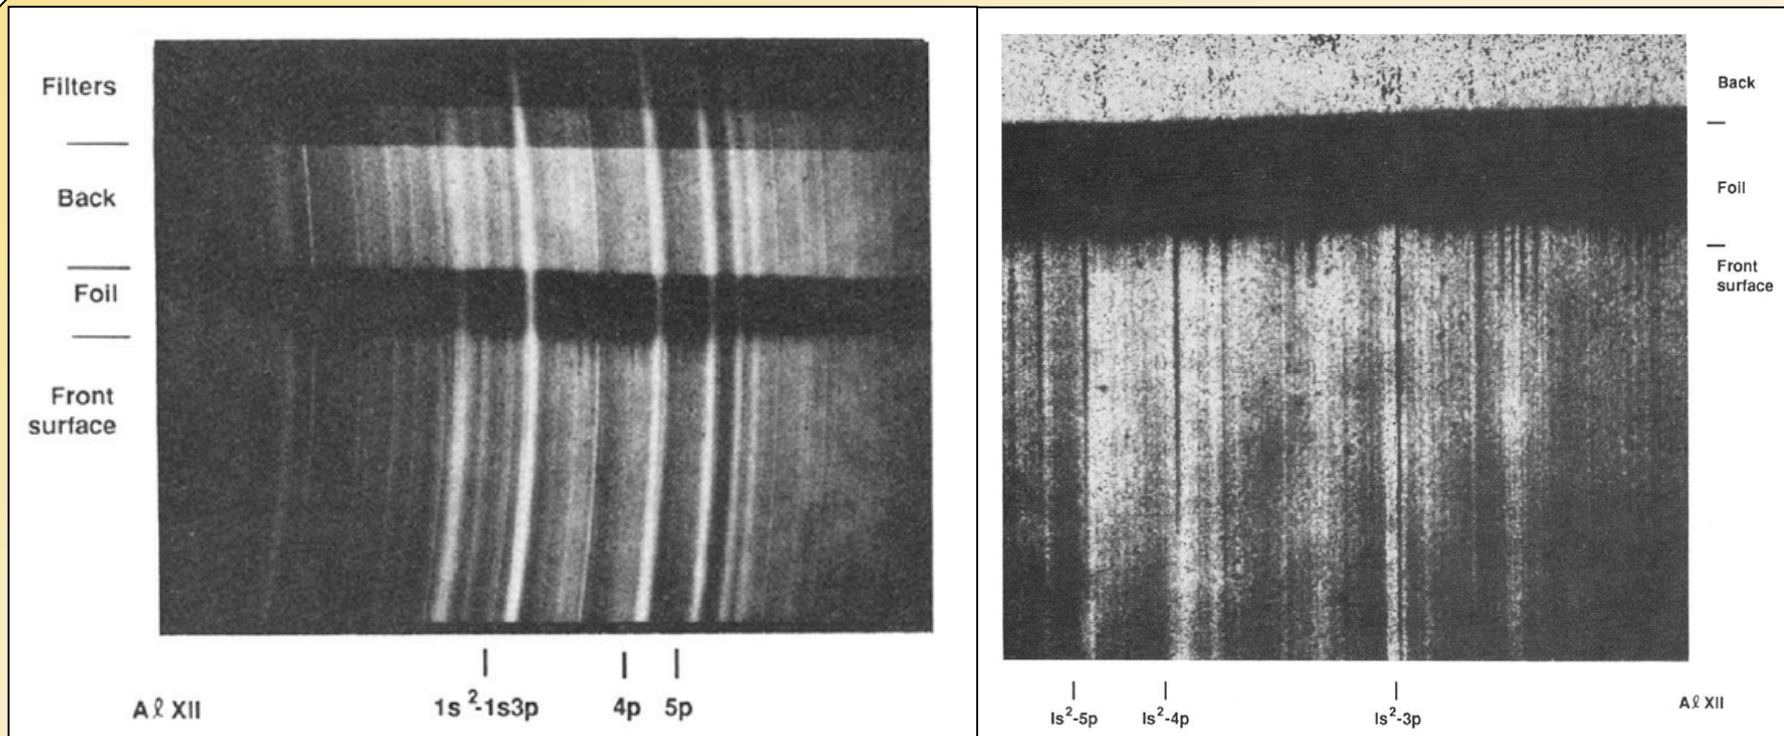 Filters
Back
Foil
Front
surface
1s²-1s3p 4p 5p
Aℓ XII
Back
Foil
Front
surface
Is²-5p Is²-4p Is²-3p
Aℓ XII